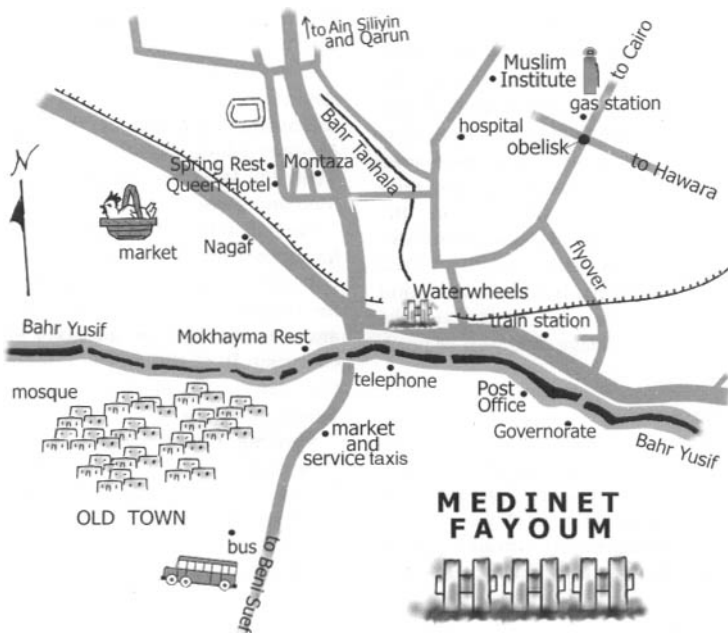 to Ain Siliyin
and Qarun
to Cairo
Muslim
Institute
gas station
Bahr Tanhala
hospital
obelisk
to Hawara
Spring Rest
Montaza
Queen Hotel
N
market
Nagaf
flyover
Waterwheels
Bahr Yusif
Mokhayma Rest
train station
telephone
mosque
Post
Office
Governorate
Bahr Yusif
market
and
service taxis
OLD TOWN
bus
to Beni Suef
MEDINET
FAYOUM